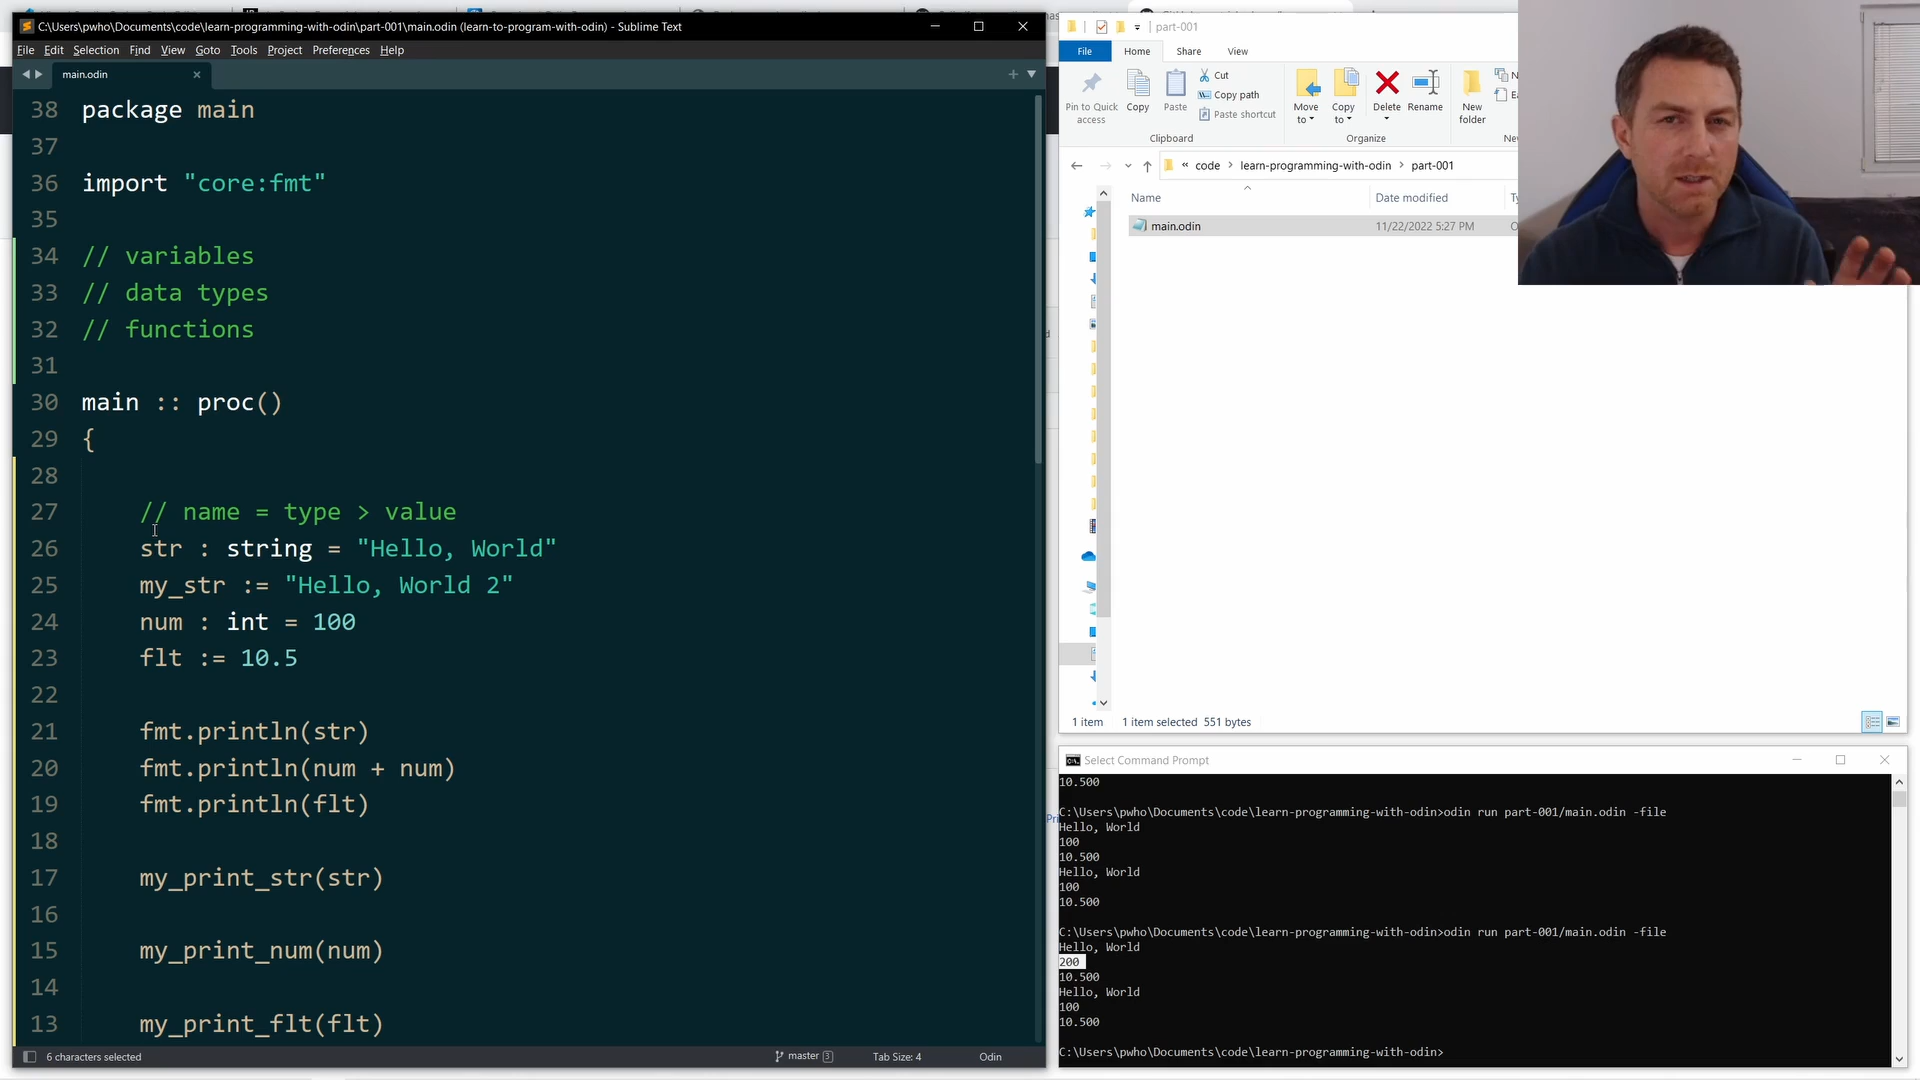 C:\Users\pwho\Documents\code\learn-programming-with-odin\part-001\main.odin (learn-to-program-with-odin) - Sublime Text
File Edit Selection Find View Goto Tools Project Preferences Help
main.odin
38 package main
37
36 import "core:fmt"
35
34 // variables
33 // data types
32 // functions
31
30 main :: proc()
29 {
28
27 // name = type > value
26 str : string = "Hello, World"
25 my_str := "Hello, World 2"
24 num : int = 100
23 flt := 10.5
22
21 fmt.println(str)
20 fmt.println(num + num)
19 fmt.println(flt)
18
17 my_print_str(str)
16
15 my_print_num(num)
14
13 my_print_flt(flt)
6 characters selected
master 3
Tab Size: 4
Odin
part-001
File Home Share View
Pin to Quick access
Copy
Paste
Cut
Copy path
Paste shortcut
Clipboard
Move to
Copy to
Delete
Rename
Organize
New folder
« code > learn-programming-with-odin > part-001
Name Date modified
main.odin 11/22/2022 5:27 PM
1 item 1 item selected 551 bytes
Select Command Prompt
10.500
C:\Users\pwho\Documents\code\learn-programming-with-odin>odin run part-001/main.odin -file
Hello, World
100
10.500
Hello, World
100
10.500
C:\Users\pwho\Documents\code\learn-programming-with-odin>odin run part-001/main.odin -file
Hello, World
200
10.500
Hello, World
100
10.500
C:\Users\pwho\Documents\code\learn-programming-with-odin>